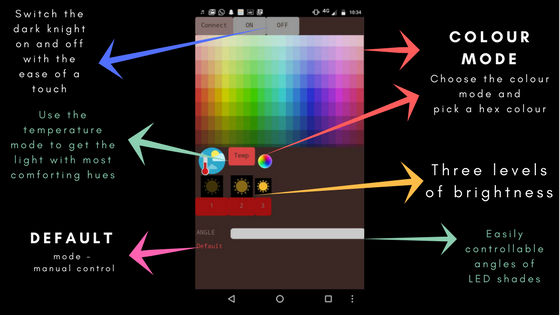 Switch the
dark knight
on and off
with the
ease of a
touch
Use the
temperature
mode to get the
light with most
comforting hues
DEFAULT
mode –
manual control
4G
10:34
Connect
ON
OFF
Temp
1
2
3
ANGLE
Default
COLOUR
MODE
Choose the colour
mode and
pick a hex colour
Three levels
of brightness
Easily
controllable
angles of
LED shades